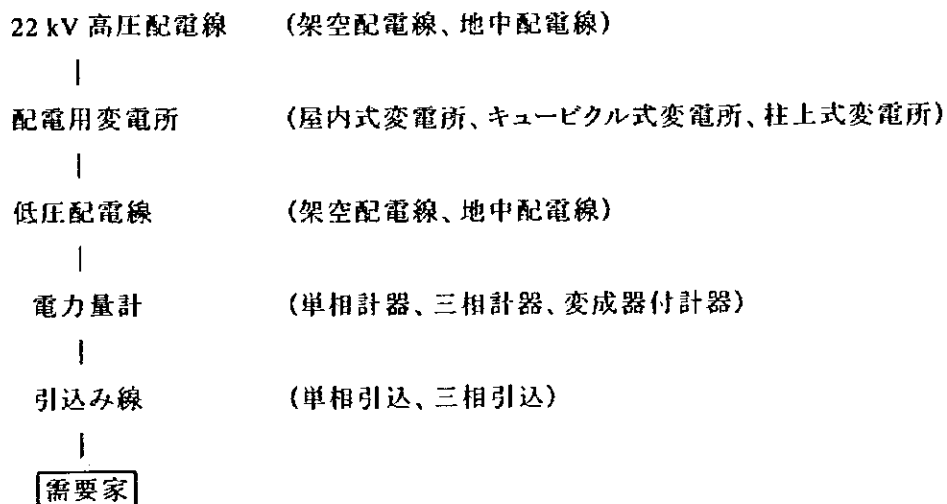 22 kV 高圧配電線 (架空配電線、地中配電線)
配電用変電所 (屋内式変電所、キュービクル式変電所、柱上式変電所)
低圧配電線 (架空配電線、地中配電線)
電力量計 (単相計器、三相計器、変成器付計器)
引込み線 (単相引込、三相引込)
需要家